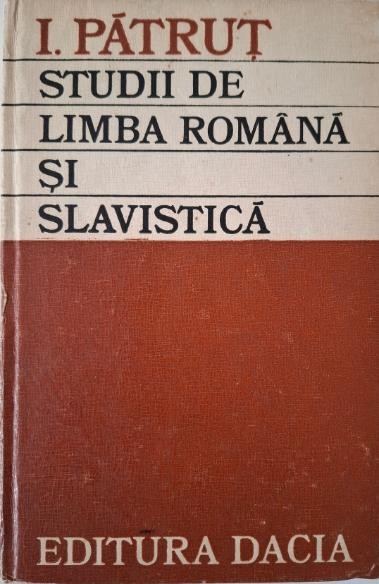 I. PĂTRUȚ
STUDII DE
LIMBA ROMÂNĂ
ȘI
SLAVISTICĂ
EDITURA DACIA